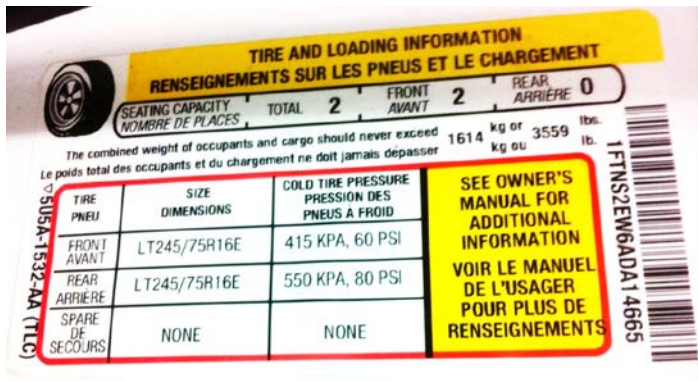 TIRE AND LOADING INFORMATION
RENSEIGNEMENTS SUR LES PNEUS ET LE CHARGEMENT
SEATING CAPACITY
NOMBRE DE PLACES
TOTAL 2
FRONT
AVANT
2
REAR
ARRIÈRE
0
The combined weight of occupants and cargo should never exceed 1614 kg or 3559 lbs.
Le poids total des occupants et du chargement ne doit jamais dépasser kg ou lb.
TIRE
PNEU
SIZE
DIMENSIONS
COLD TIRE PRESSURE
PRESSION DES
PNEUS A FROID
FRONT
AVANT
LT245/75R16E
415 KPA, 60 PSI
REAR
ARRIÈRE
LT245/75R16E
550 KPA, 80 PSI
SPARE
DE
SECOURS
NONE
NONE
SEE OWNER'S
MANUAL FOR
ADDITIONAL
INFORMATION
VOIR LE MANUEL
DE L'USAGER
POUR PLUS DE
RENSEIGNEMENTS
5U5A-1532-AA (TLC)
1FTNS2EW6ADA14665